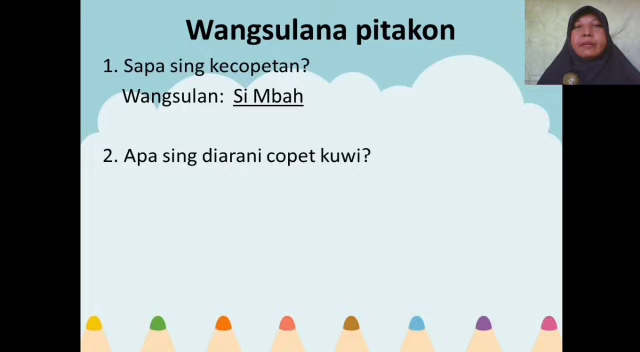 Wangsulana pitakon
1. Sapa sing kecopetan?
Wangsulan: Si Mbah
2. Apa sing diarani copet kuwi?